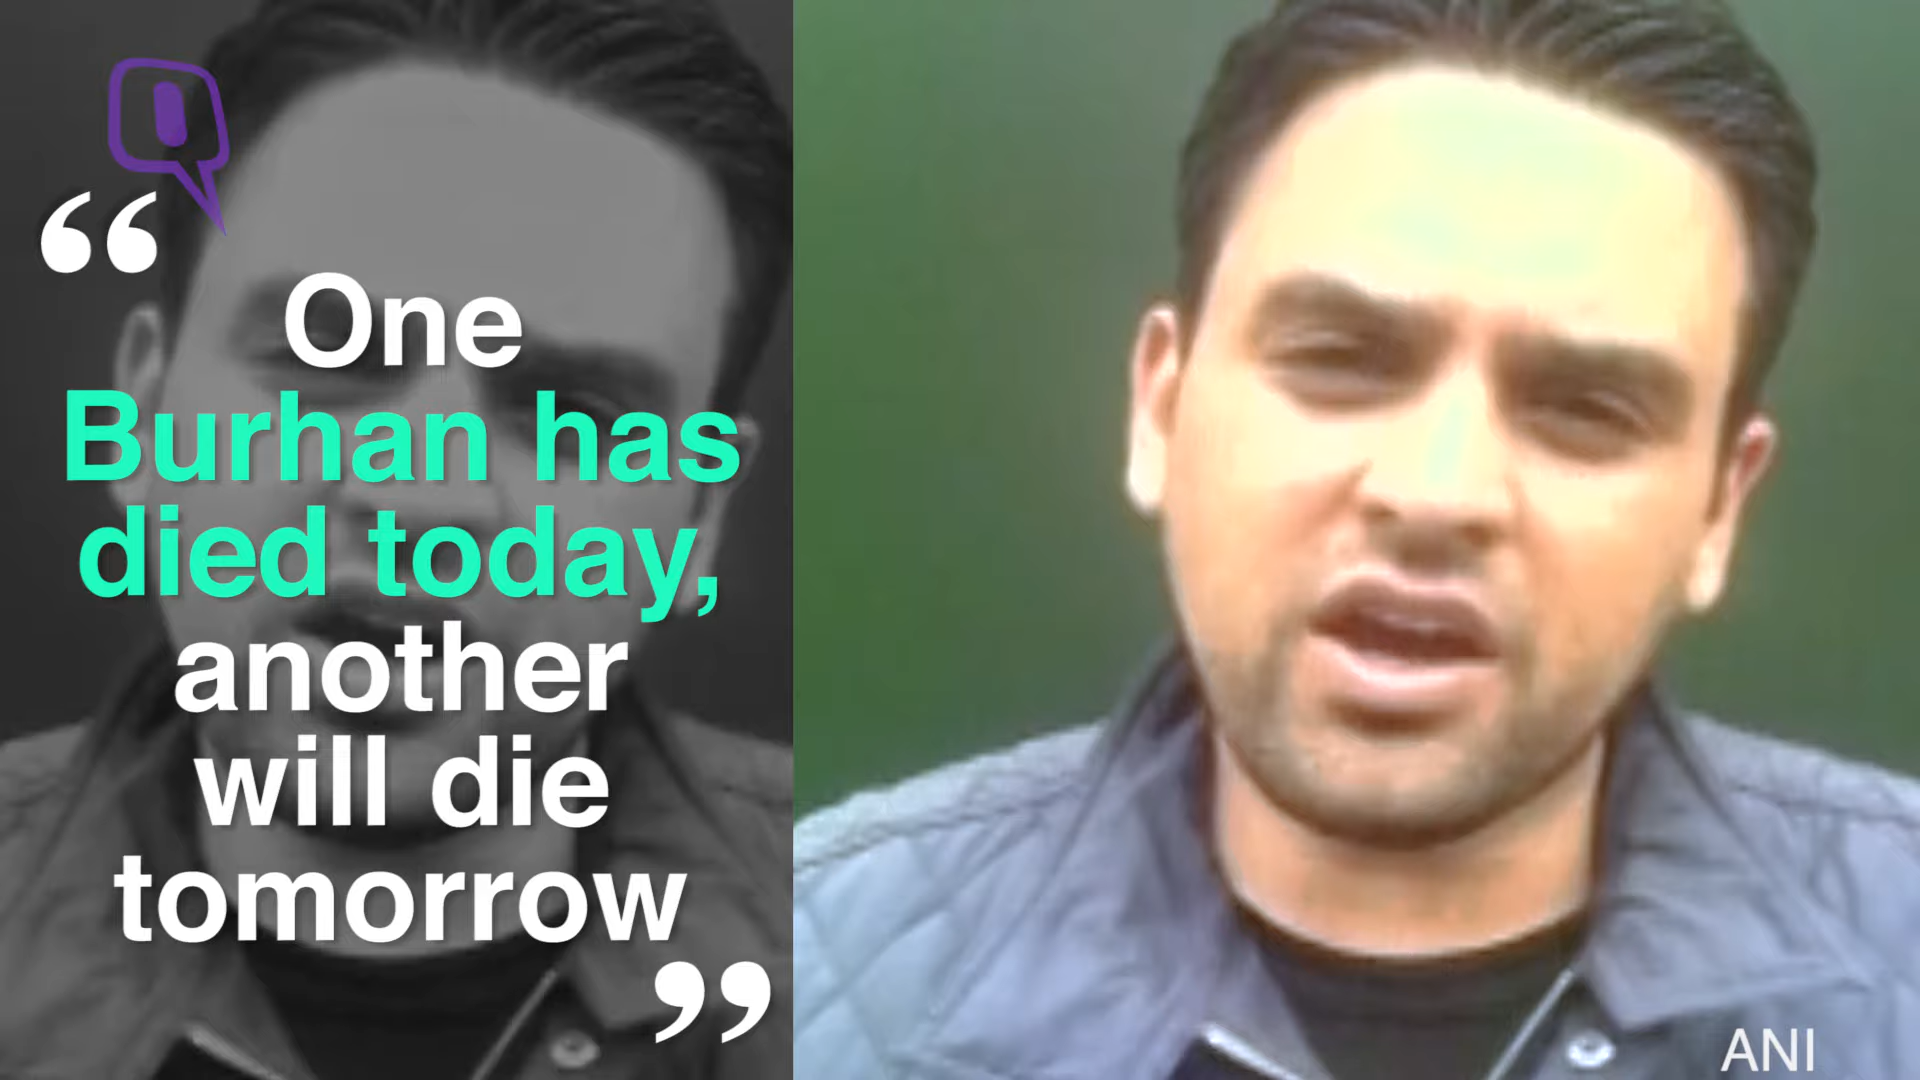 “
One
Burhan has
died today,
another
will die
tomorrow
”
ANI